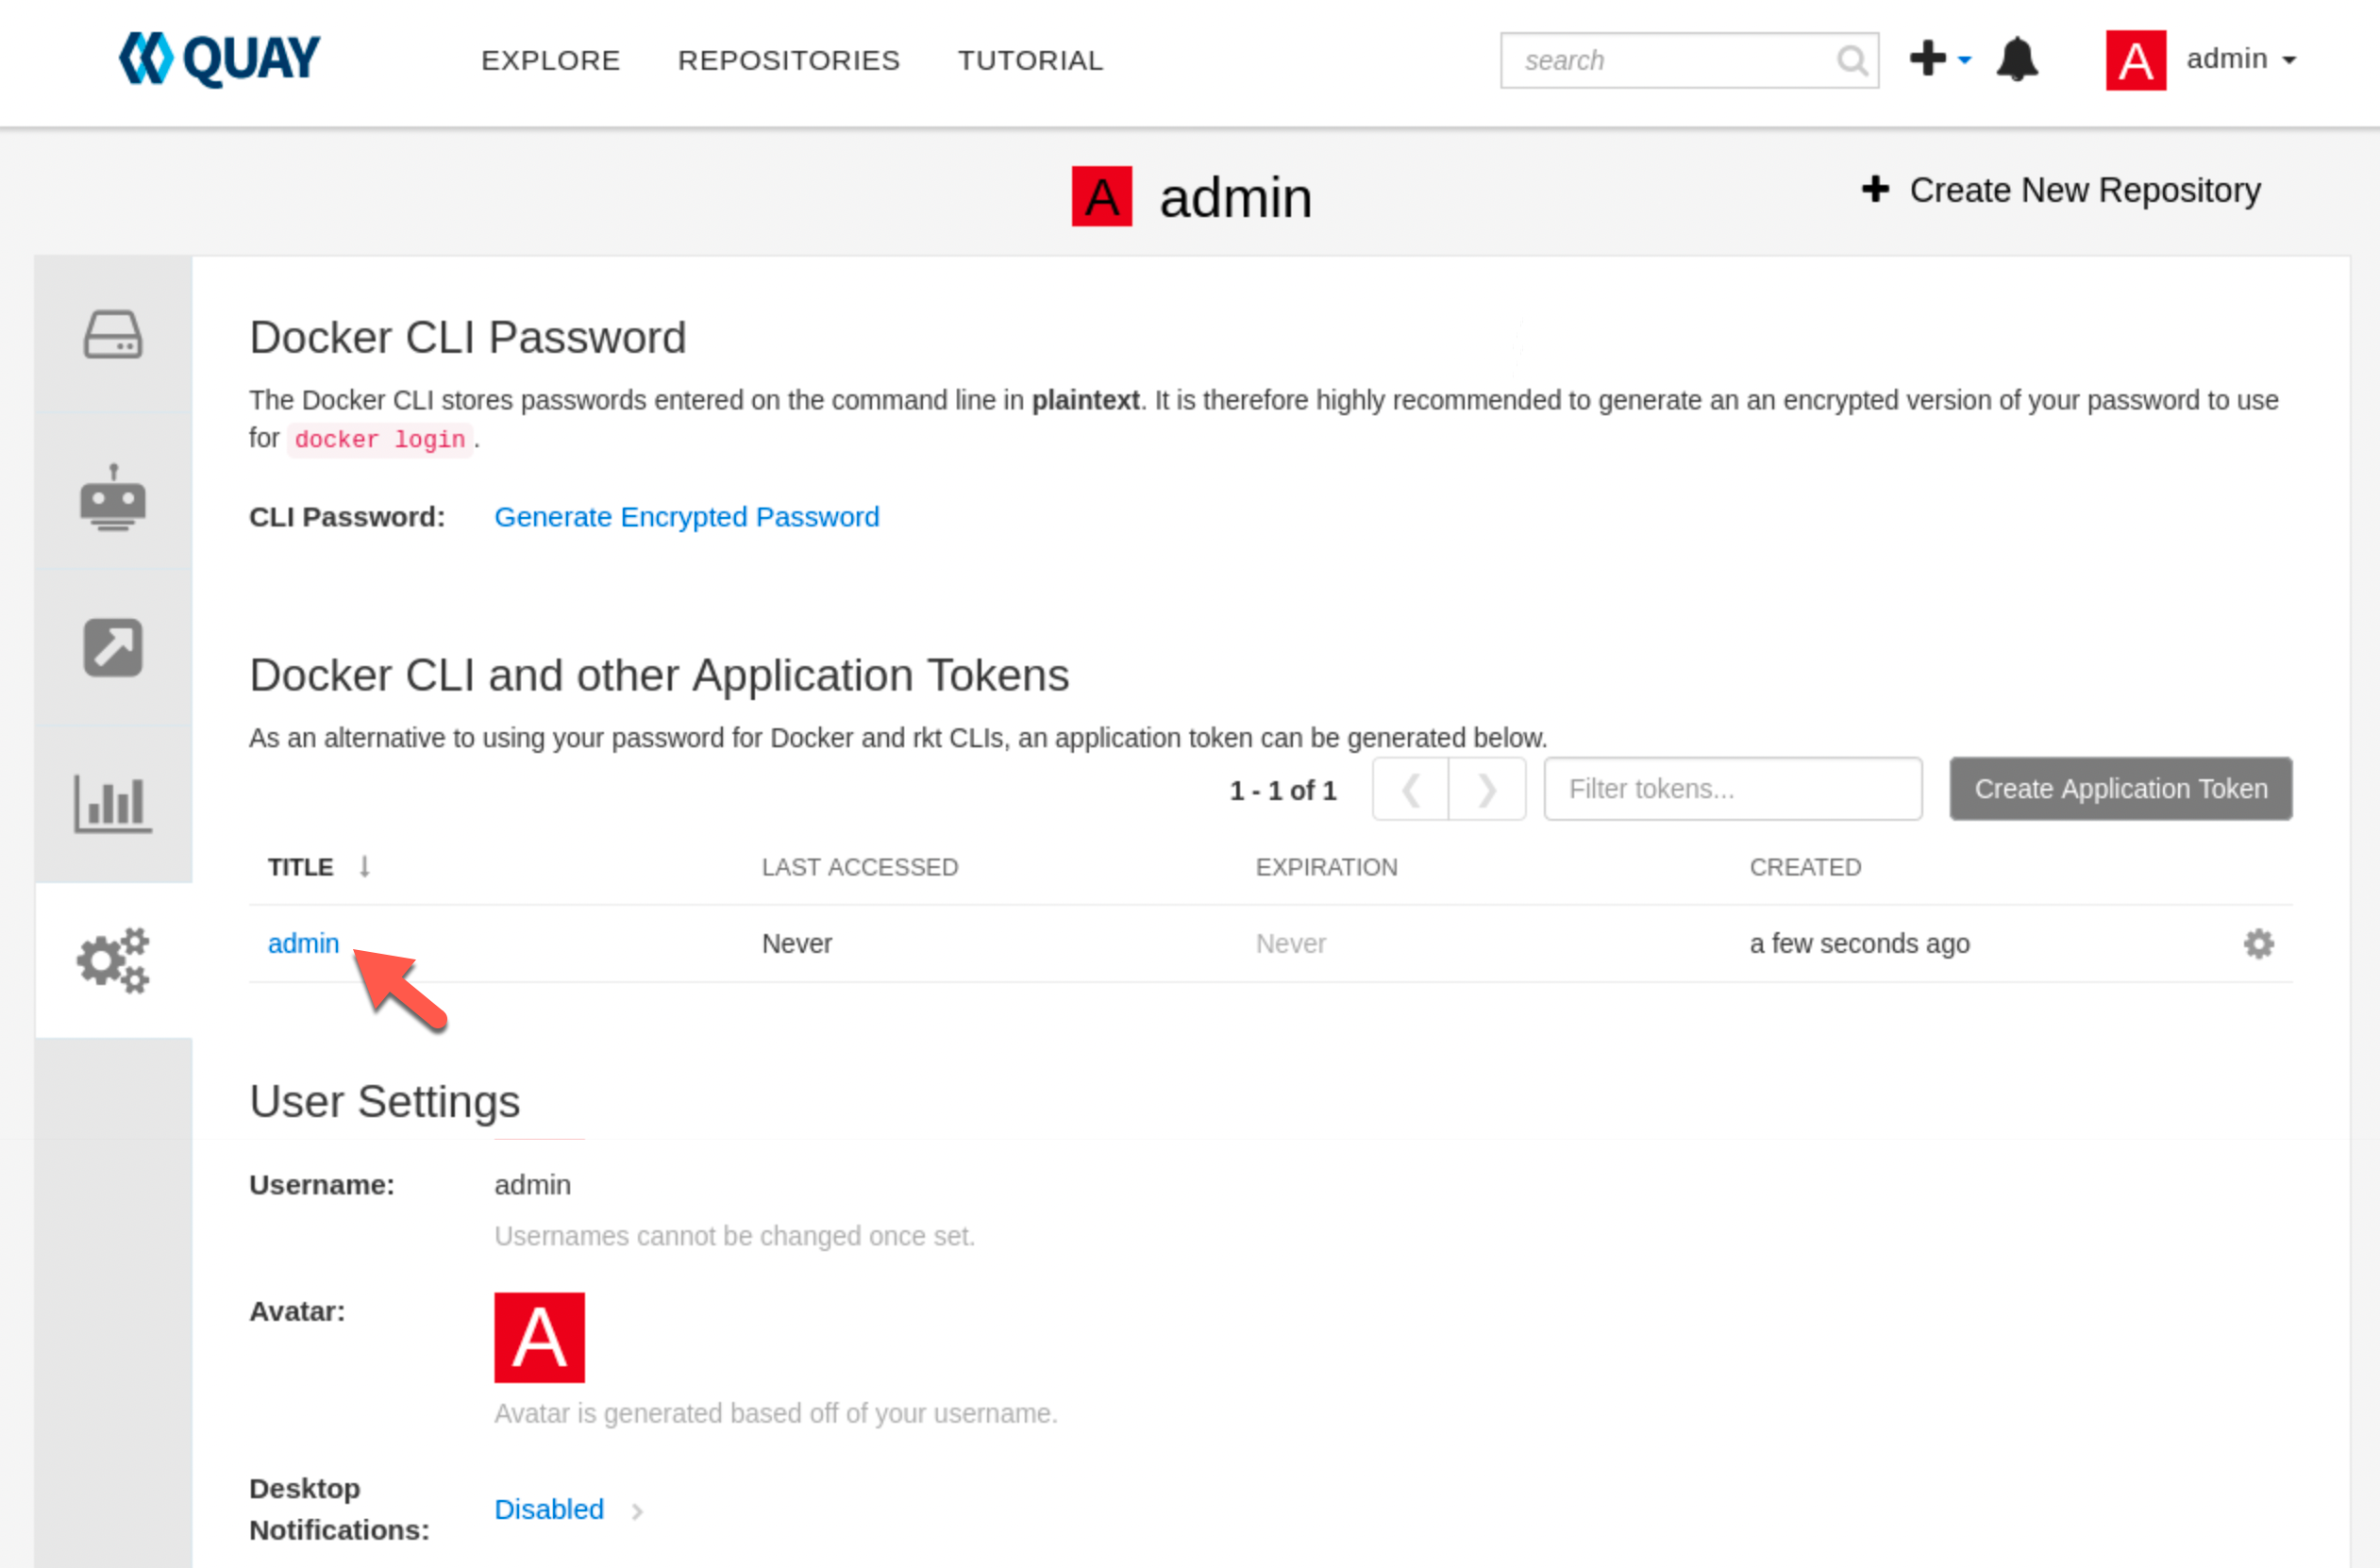 QUAY EXPLORE REPOSITORIES TUTORIAL search A admin
A admin Create New Repository
Docker CLI Password
The Docker CLI stores passwords entered on the command line in plaintext. It is therefore highly recommended to generate an an encrypted version of your password to use
for docker login.
CLI Password: Generate Encrypted Password
Docker CLI and other Application Tokens
As an alternative to using your password for Docker and rkt CLIs, an application token can be generated below.
1 - 1 of 1 Filter tokens... Create Application Token
TITLE LAST ACCESSED EXPIRATION CREATED
admin Never Never a few seconds ago
User Settings
Username: admin
Usernames cannot be changed once set.
Avatar: A
Avatar is generated based off of your username.
Desktop
Notifications: Disabled